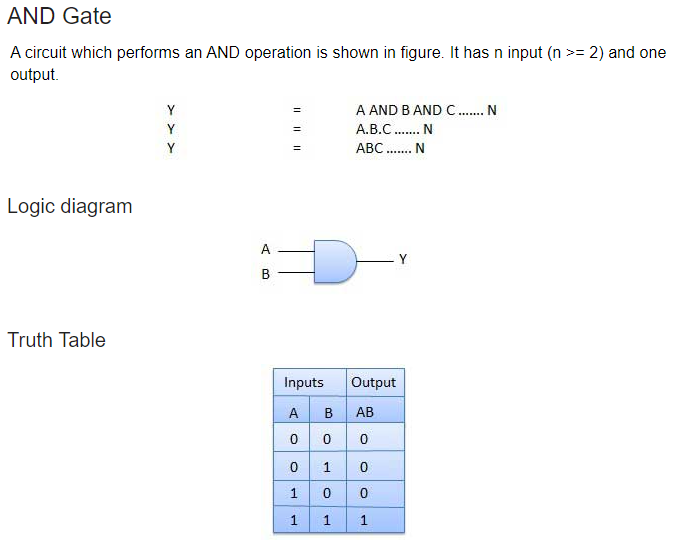 AND Gate
A circuit which performs an AND operation is shown in figure. It has n input (n >= 2) and one
output.
Y = A AND B AND C ....... N
Y = A.B.C ....... N
Y = ABC ....... N
Logic diagram
A
Y
B
Truth Table
Inputs Output
A B AB
0 0 0
0 1 0
1 0 0
1 1 1